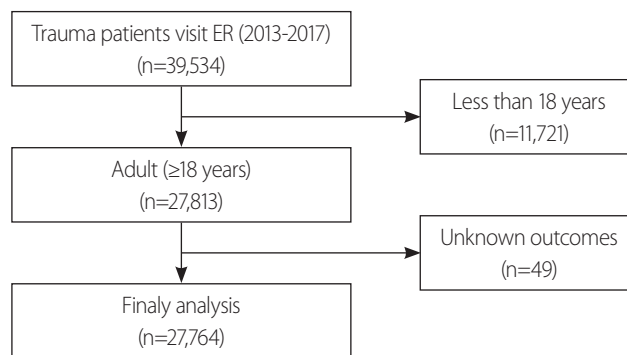 Trauma patients visit ER (2013-2017)
(n=39,534)
Less than 18 years
(n=11,721)
Adult (≥18 years)
(n=27,813)
Unknown outcomes
(n=49)
Finaly analysis
(n=27,764)